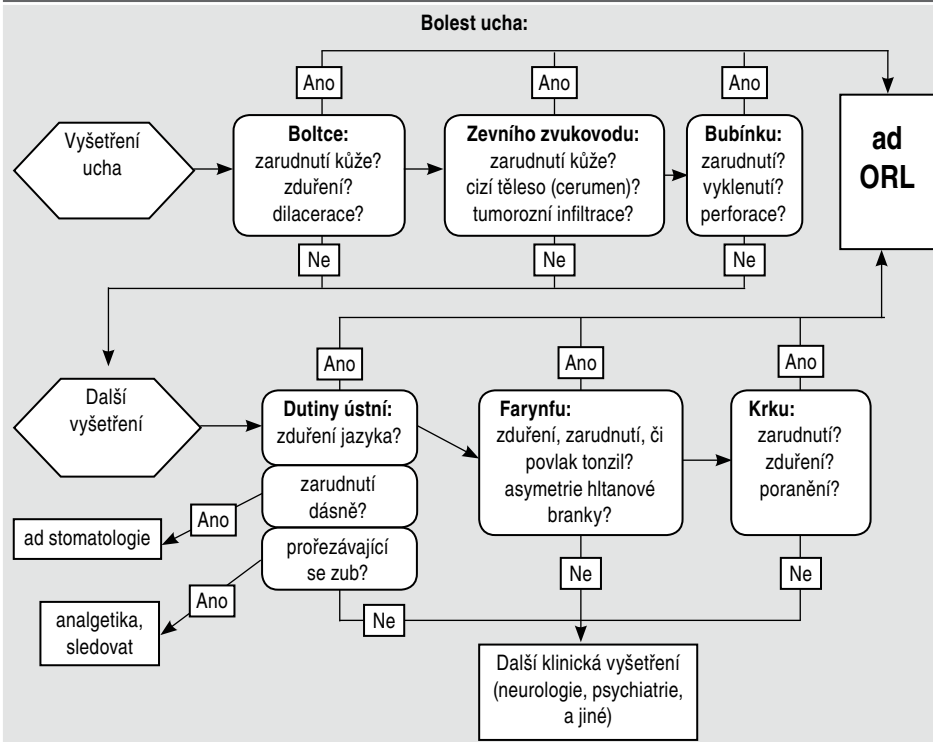 Bolest ucha:
Ano
Ano
Ano
Vyšetření
ucha
Boltce:
zarudnutí kůže?
zduření?
dilacerace?
Zevního zvukovodu:
zarudnutí kůže?
cizí těleso (cerumen)?
tumorozní infiltrace?
Bubínku:
zarudnutí?
vyklenutí?
perforace?
ad
ORL
Ne
Ne
Ne
Ano
Ano
Ano
Další
vyšetření
Dutiny ústní:
zduření jazyka?
zarudnutí
dásně?
prořezávající
se zub?
Farynfu:
zduření, zarudnutí, či
povlak tonzil?
asymetrie hltanové
branky?
Krku:
zarudnutí?
zduření?
poranění?
Ano
ad stomatologie
Ano
analgetika,
sledovat
Ne
Ne
Ne
Další klinická vyšetření
(neurologie, psychiatrie,
a jiné)